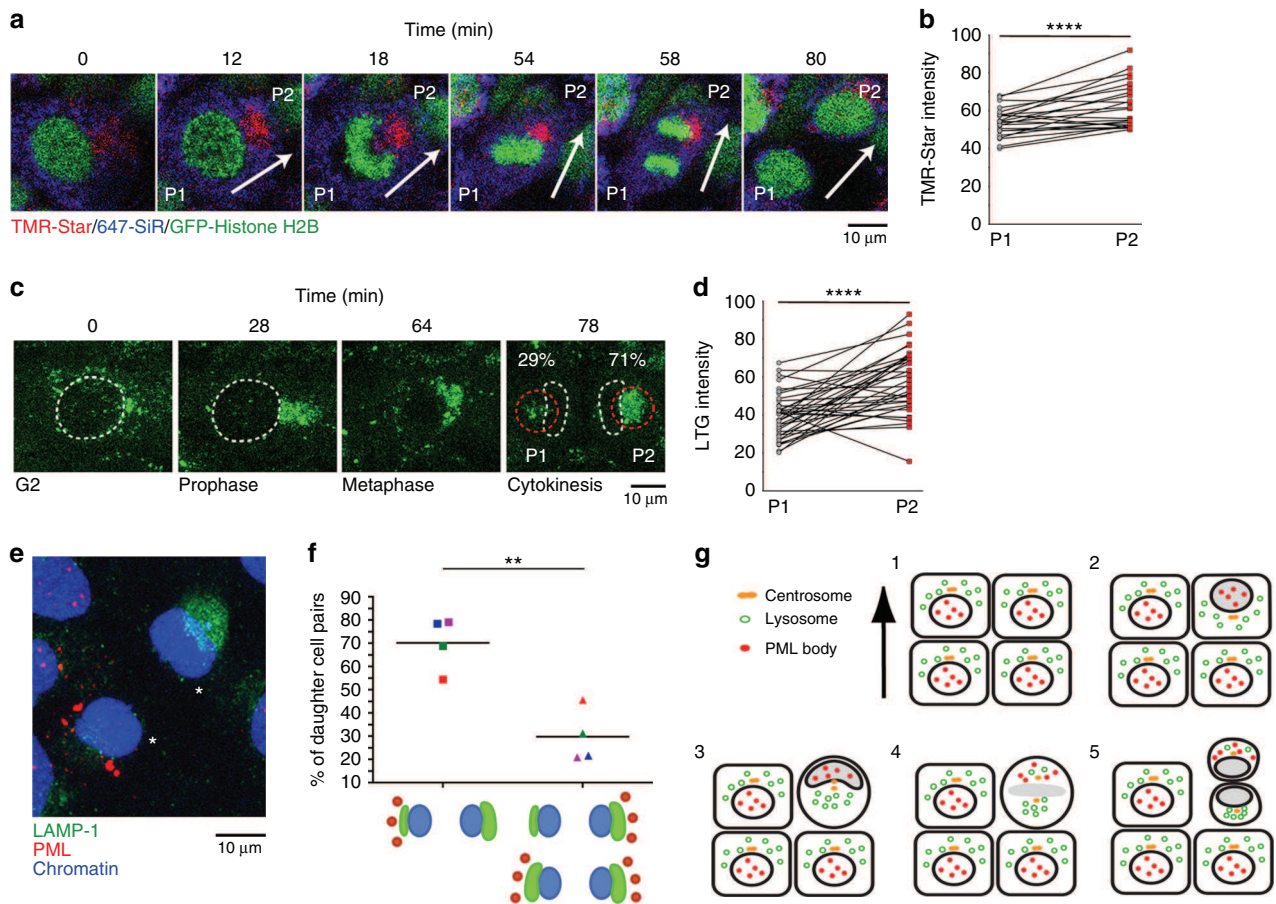 a
Time (min)
0 12 18 54 58 80
P2 P2 P2 P2 P2
P1 P1 P1 P1 P1
TMR-Star/647-SiR/GFP-Histone H2B
10 µm
b
****
TMR-Star intensity
100
80
60
40
20
0
P1 P2
c
Time (min)
0 28 64 78
29% 71%
P1 P2
G2 Prophase Metaphase Cytokinesis
10 µm
d
****
LTG intensity
100
80
60
40
20
0
P1 P2
e
*
*
LAMP-1
PML
Chromatin
10 µm
f
**
% of daughter cell pairs
90
80
70
60
50
40
30
20
10
g
Centrosome
Lysosome
PML body
1 2
3 4 5